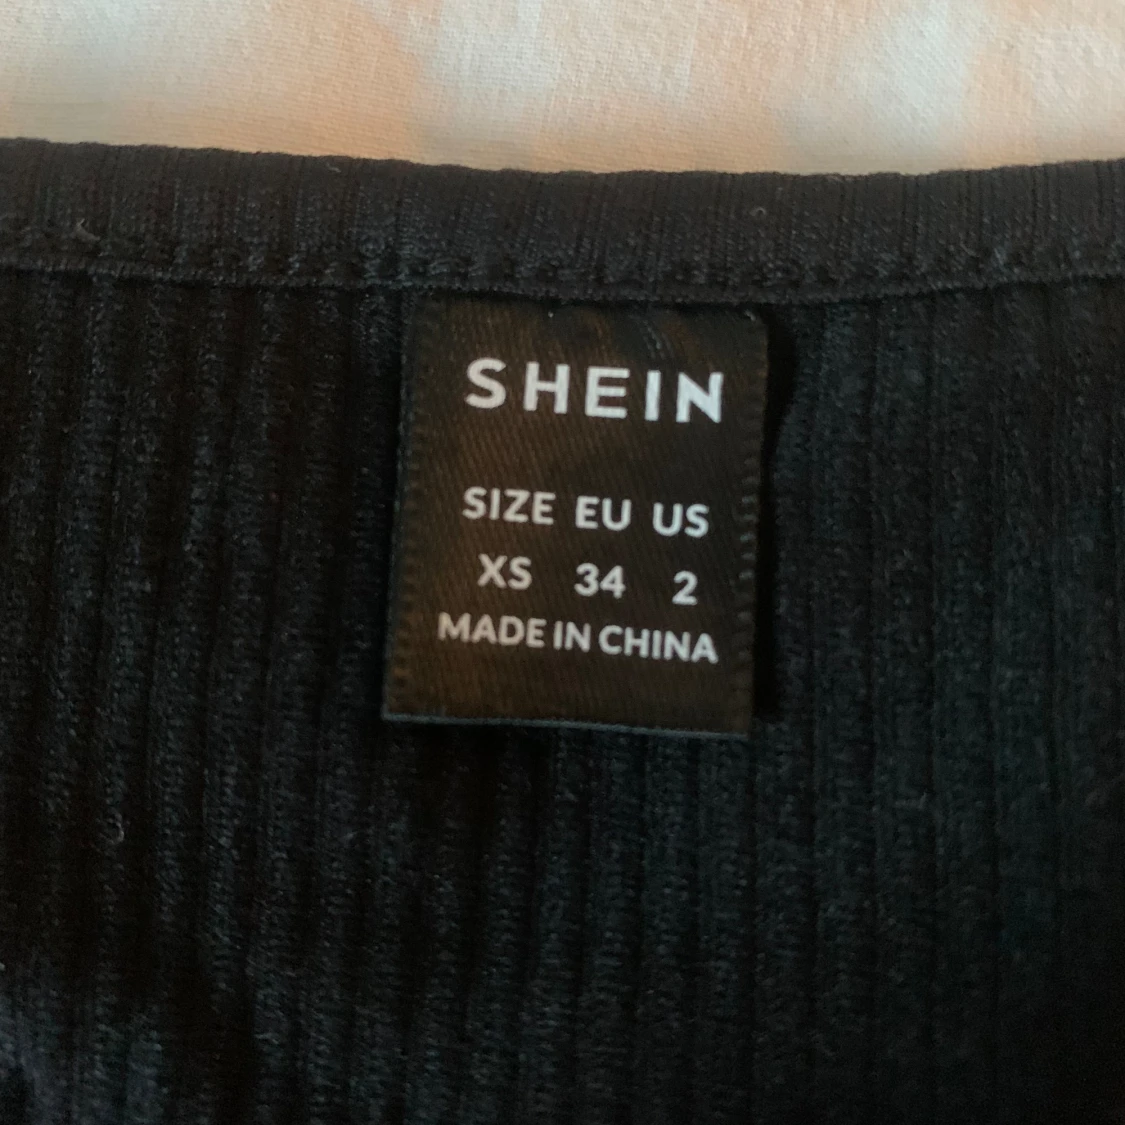 SHEIN
SIZE EU US
XS 34 2
MADE IN CHINA